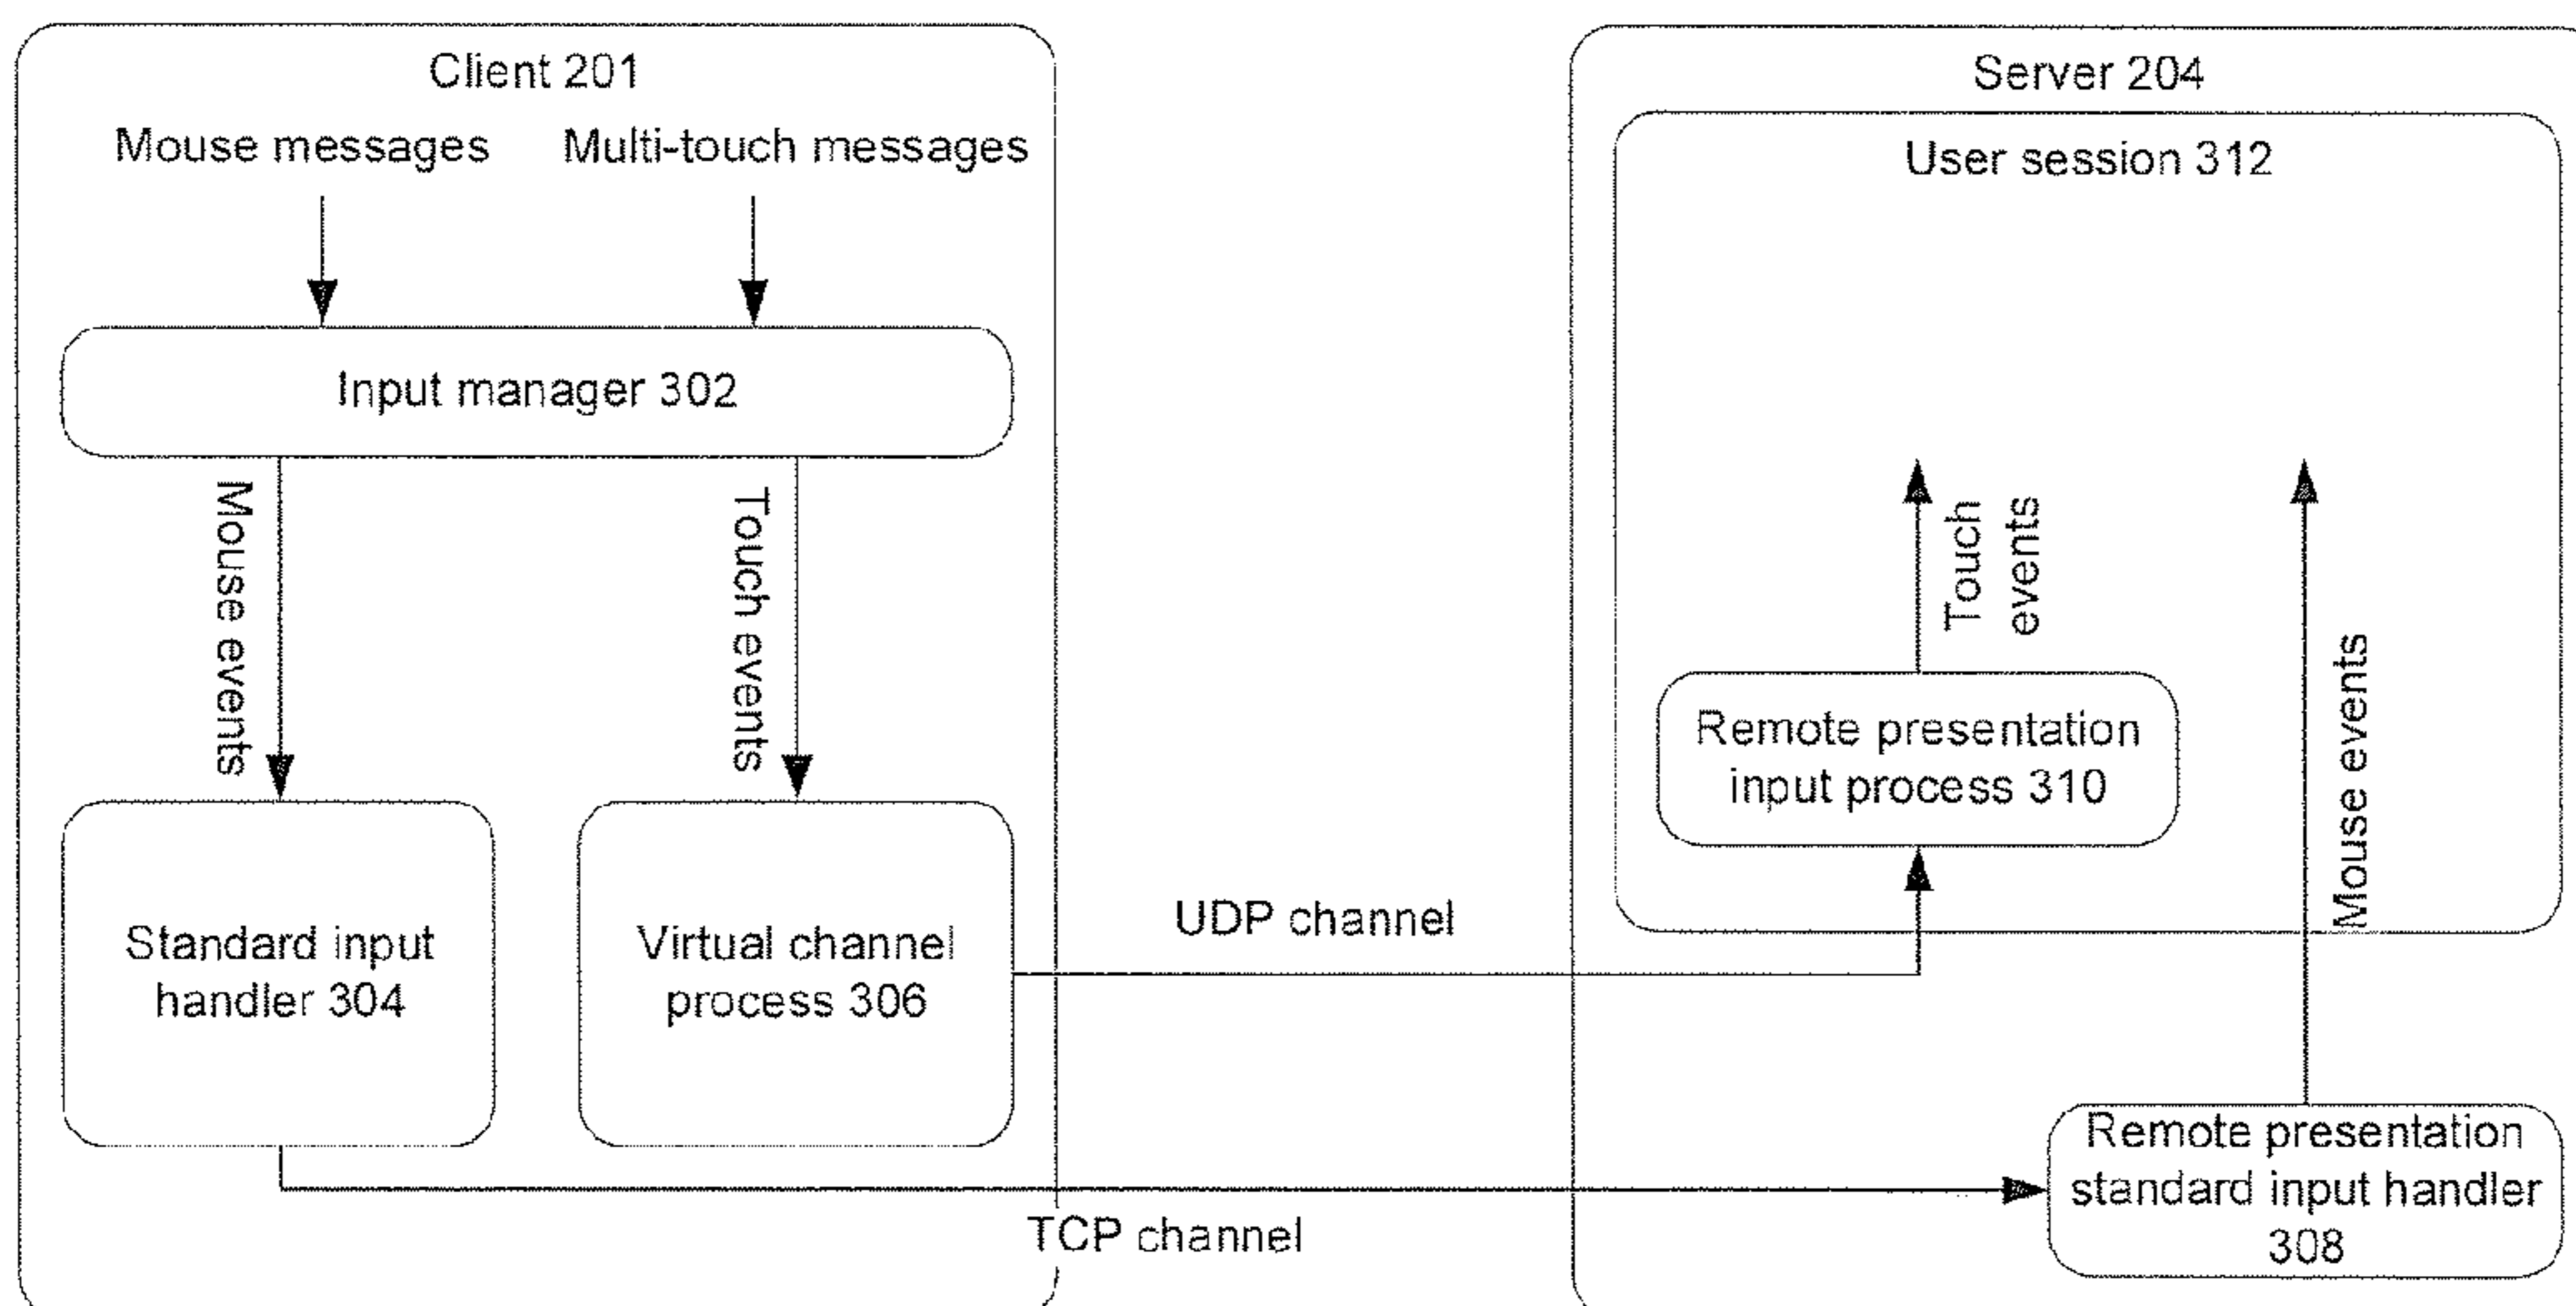 Client 201
Mouse messages
Multi-touch messages
Input manager 302
Mouse events
Touch events
Standard input
handler 304
Virtual channel
process 306
UDP channel
TCP channel
Server 204
User session 312
Touch
events
Mouse events
Remote presentation
input process 310
Remote presentation
standard input handler
308